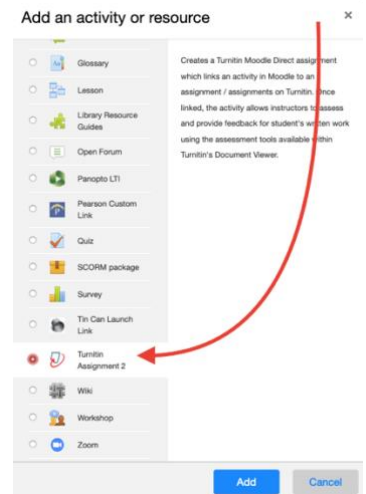 Add an activity or resource
×
Glossary
Lesson
Library Resource
Guides
Open Forum
Panopto LTI
Pearson Custom
Link
Quiz
SCORM package
Survey
Tin Can Launch
Link
Turnitin
Assignment 2
Wiki
Workshop
Zoom
Creates a Turnitin Moodle Direct assignment
which links an activity in Moodle to an
assignment / assignments on Turnitin. Once
linked, the activity allows instructors to assess
and provide feedback for student's written work
using the assessment tools available within
Turnitin's Document Viewer.
Add
Cancel